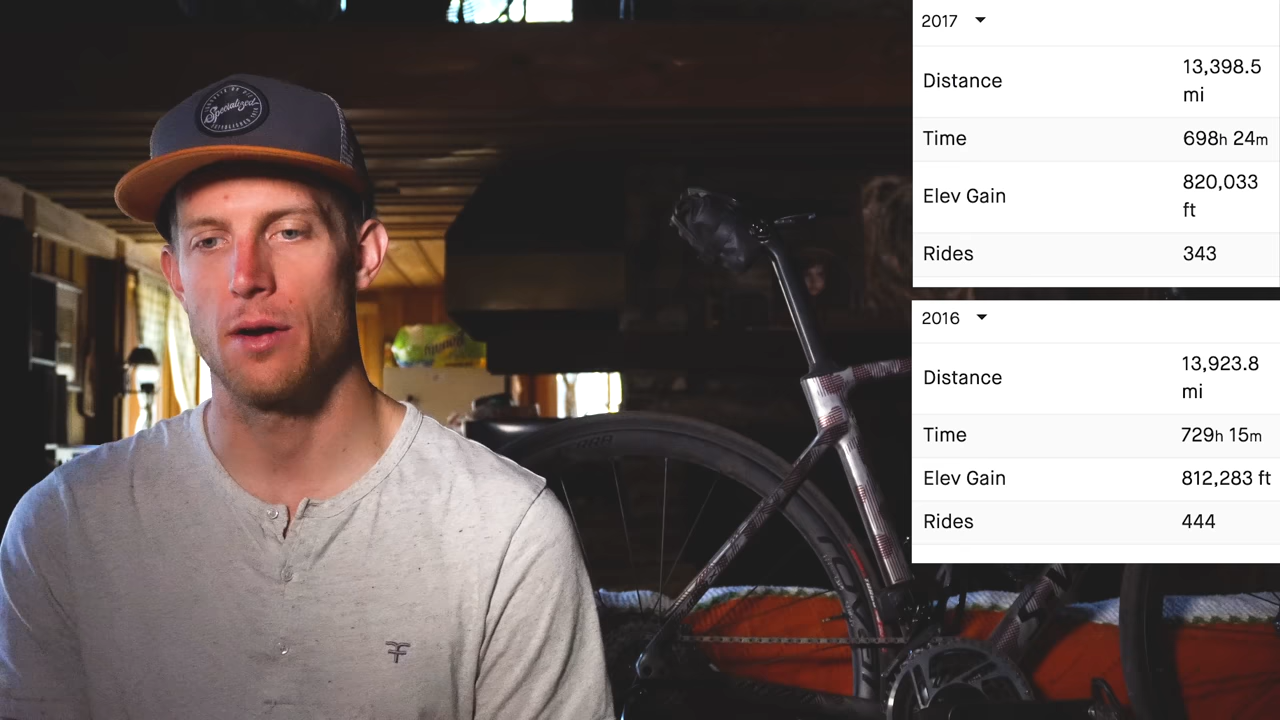 Specialized
2017
Distance
13,398.5
mi
Time
698h 24m
Elev Gain
820,033
ft
Rides
343
2016
Distance
13,923.8
mi
Time
729h 15m
Elev Gain
812,283 ft
Rides
444